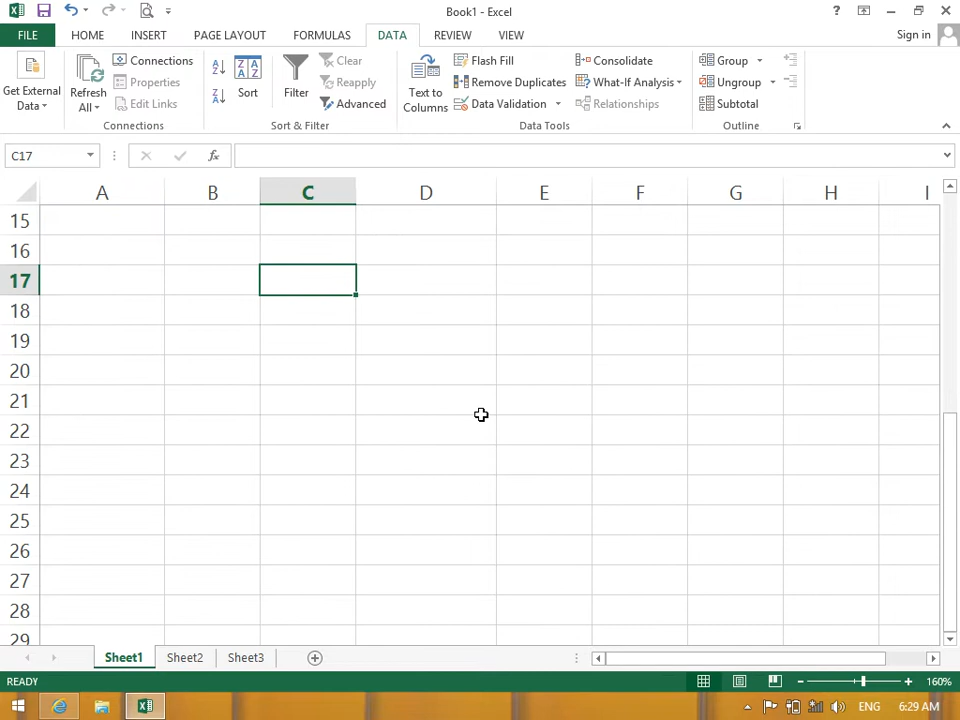 Book1 - Excel
?
FILE HOME INSERT PAGE LAYOUT FORMULAS DATA REVIEW VIEW Sign in
Get External Data
Refresh All
Connections
Properties
Edit Links
Connections
Sort
Filter
Clear
Reapply
Advanced
Sort & Filter
Text to Columns
Flash Fill
Remove Duplicates
Data Validation
Consolidate
What-If Analysis
Relationships
Data Tools
Group
Ungroup
Subtotal
Outline
C17 fx
A B C D E F G H I
15
16
17
18
19
20
21
22
23
24
25
26
27
28
29
Sheet1 Sheet2 Sheet3
READY 160%
ENG 6:29 AM